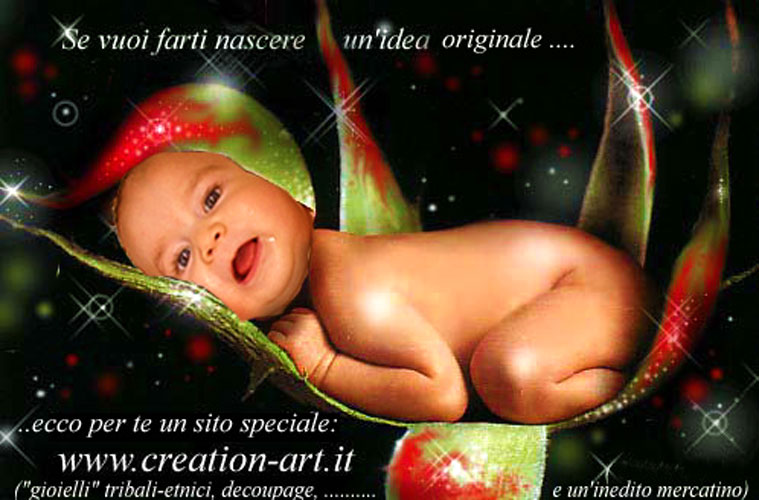 Se vuoi farti nascere un'idea originale ....
..ecco per te un sito speciale:
www.creation-art.it
("gioielli" tribali-etnici, decoupage, .......... e un'inedito mercatino)